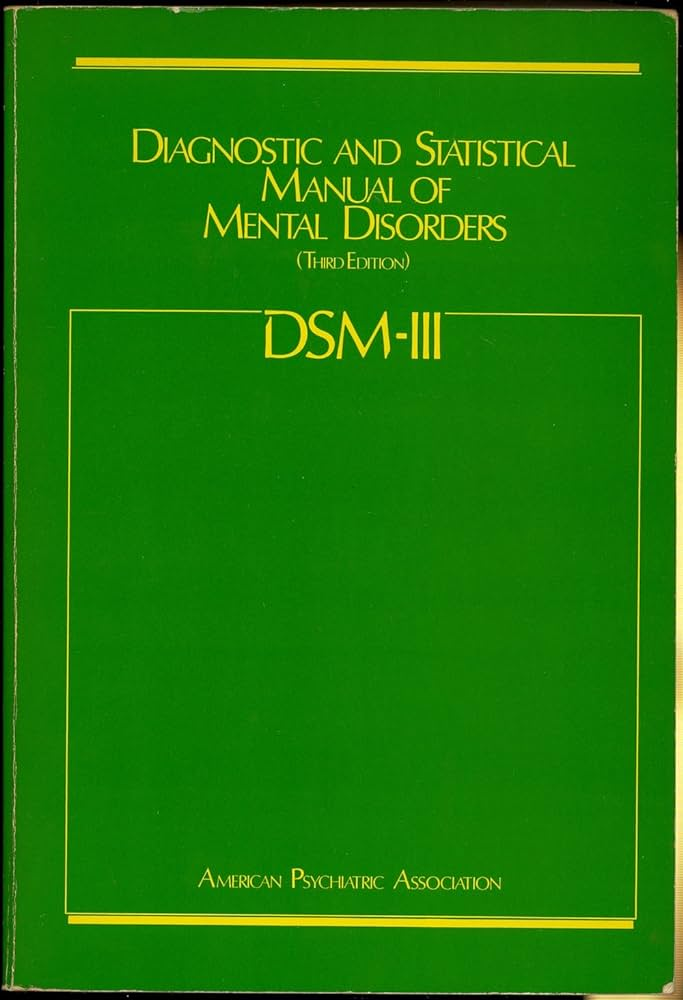 Diagnostic and Statistical
Manual of
Mental Disorders
(Third Edition)
DSM-III
American Psychiatric Association